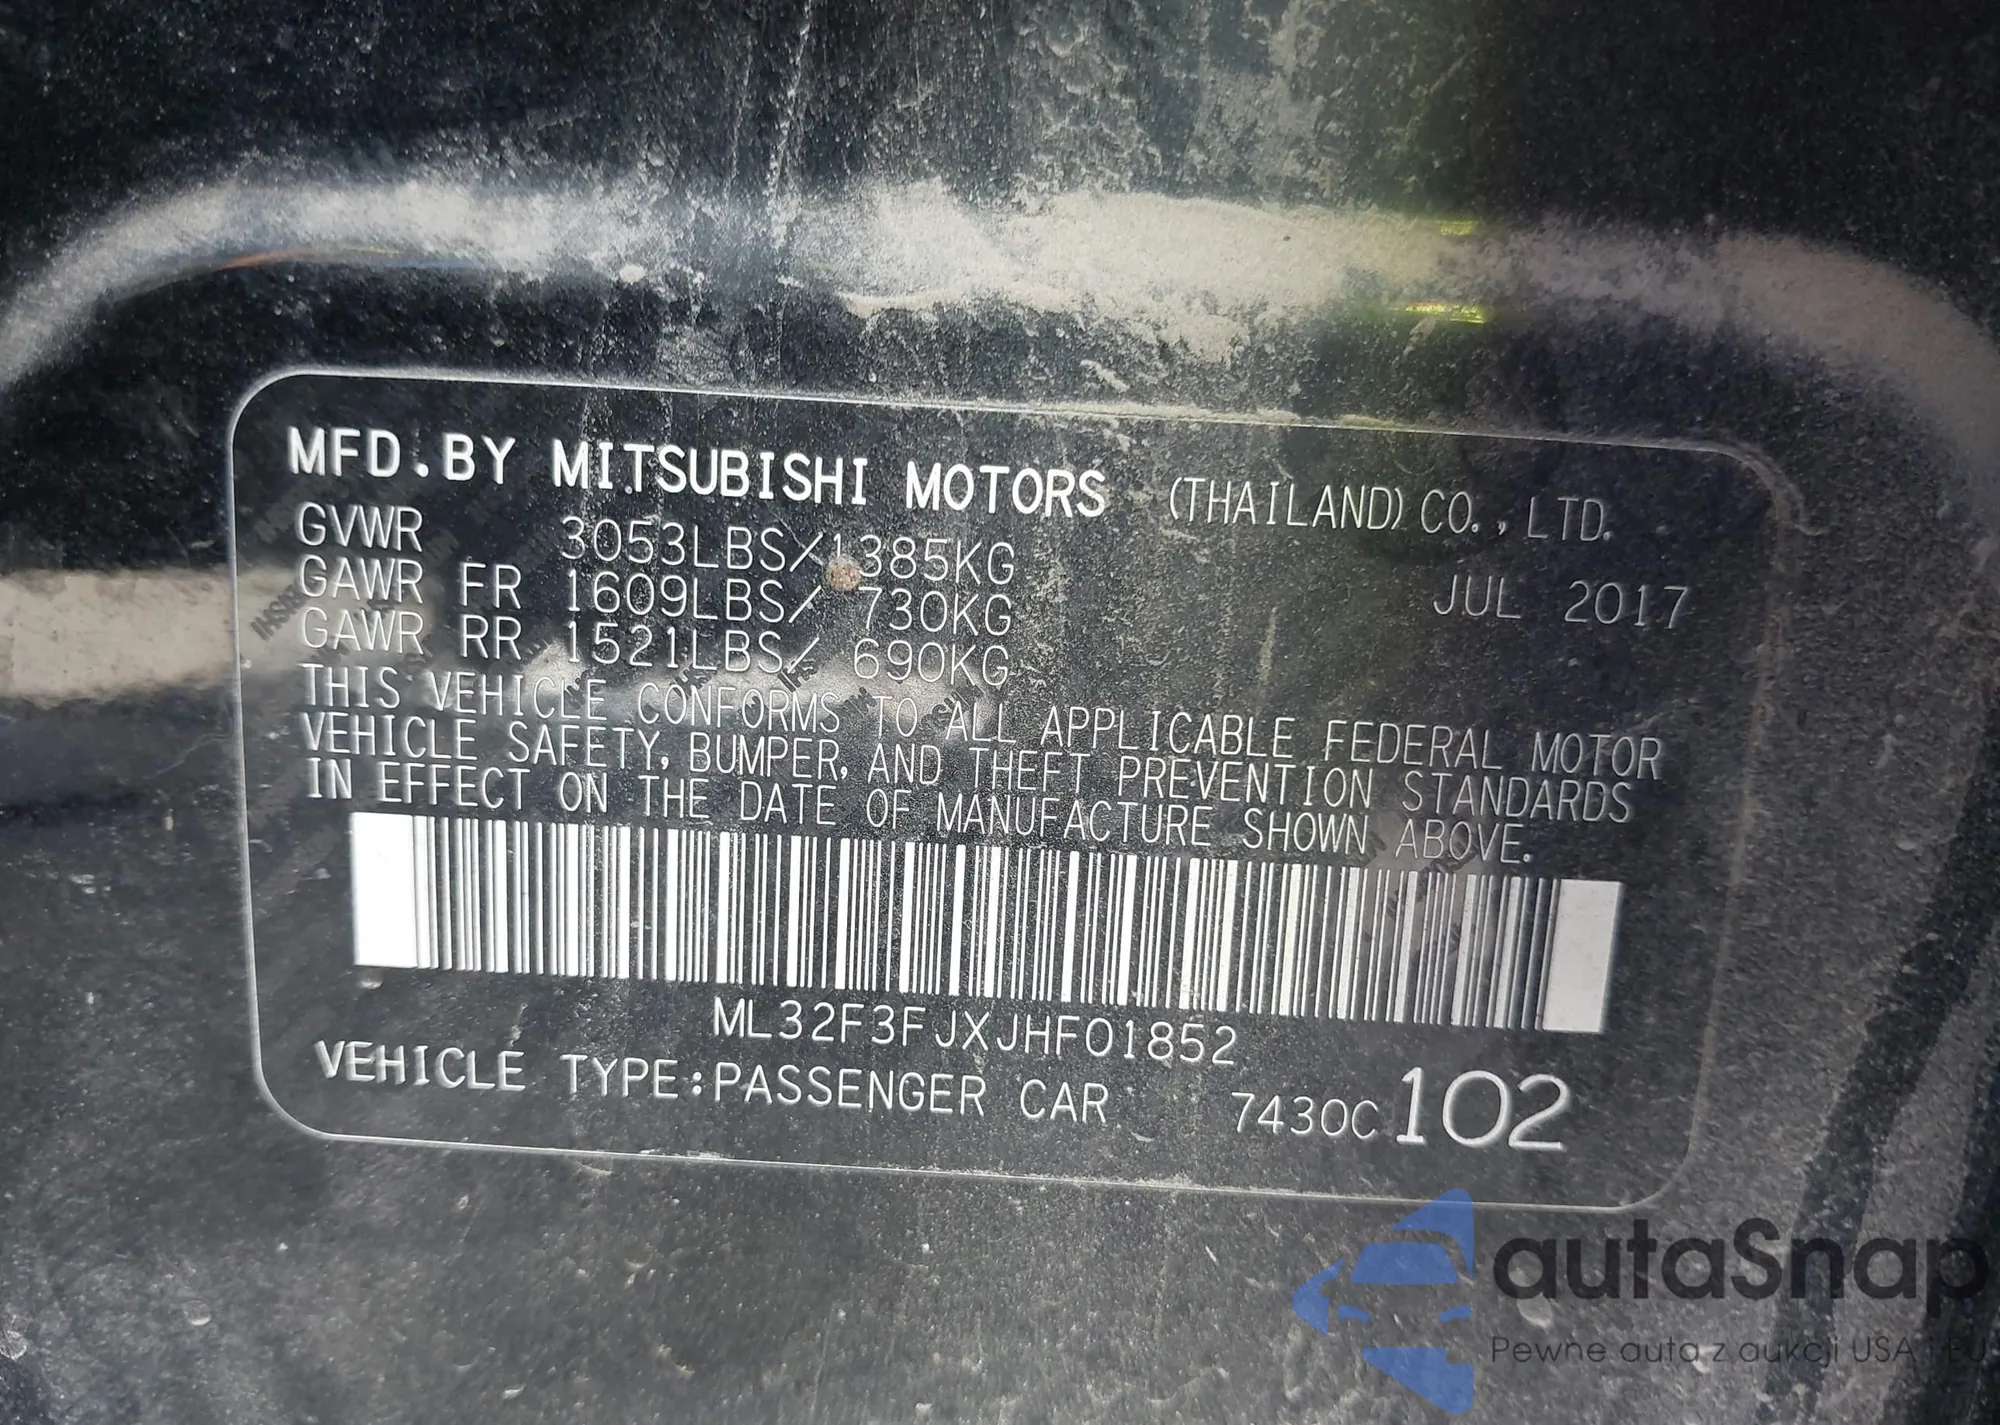 MFD.BY MITSUBISHI MOTORS (THAILAND) CO., LTD.
GVWR 3053LBS/1385KG
GAWR FR 1609LBS/ 730KG JUL 2017
GAWR RR 1521LBS/ 690KG
THIS VEHICLE CONFORMS TO ALL APPLICABLE FEDERAL MOTOR
VEHICLE SAFETY, BUMPER, AND THEFT PREVENTION STANDARDS
IN EFFECT ON THE DATE OF MANUFACTURE SHOWN ABOVE.
ML32F3FJXJHF01852
VEHICLE TYPE:PASSENGER CAR 7430C 102
autaSnap
Pewne auta z aukcji USA i EU